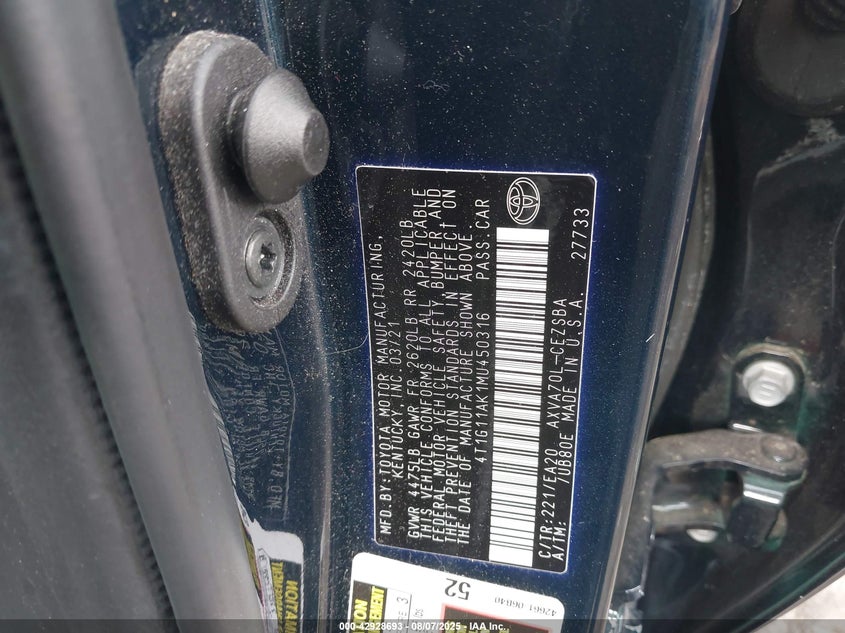 MFD.BY:TOYOTA MOTOR MANUFACTURING,
KENTUCKY, INC. 03/21
GVWR 4475LB GAWR FR 2620LB RR 2420LB
THIS VEHICLE CONFORMS TO ALL APPLICABLE
FEDERAL MOTOR VEHICLE SAFETY, BUMPER AND
THEFT PREVENTION STANDARDS IN EFFECT ON
THE DATE OF MANUFACTURE SHOWN ABOVE.
4T1G11AK1MU450316 PASS. CAR
C/TR:221/EA20 AXVA70L-CEZSBA 27733
A/TM: /UB80E MADE IN U.S.A.
52
42661-06B40
000-42928693 - 08/07/2025 - IAA Inc.